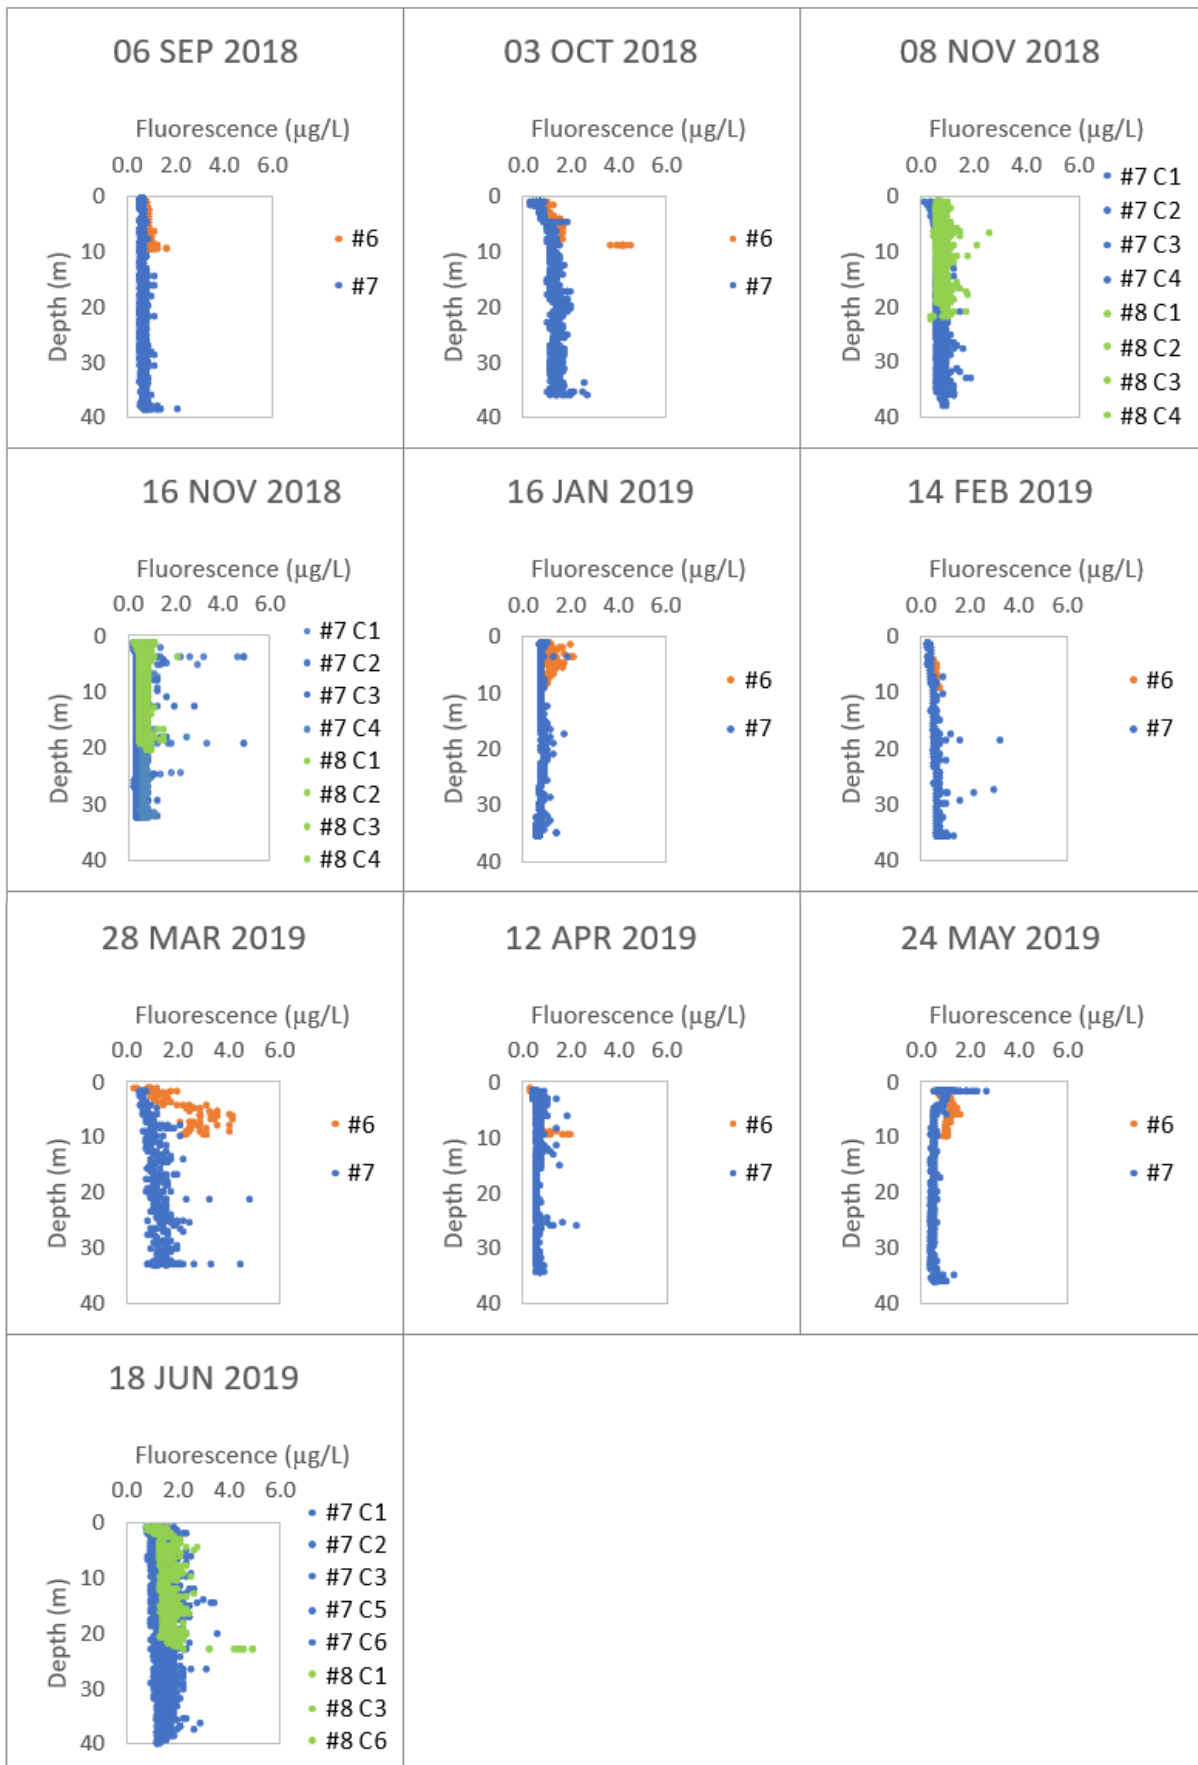 06 SEP 2018
Fluorescence (µg/L)
0.0 2.0 4.0 6.0
0
10
20
30
40
Depth (m)
#6
#7
03 OCT 2018
Fluorescence (µg/L)
0.0 2.0 4.0 6.0
0
10
20
30
40
Depth (m)
#6
#7
08 NOV 2018
Fluorescence (µg/L)
0.0 2.0 4.0 6.0
0
10
20
30
40
Depth (m)
#7 C1
#7 C2
#7 C3
#7 C4
#8 C1
#8 C2
#8 C3
#8 C4
16 NOV 2018
Fluorescence (µg/L)
0.0 2.0 4.0 6.0
0
10
20
30
40
Depth (m)
#7 C1
#7 C2
#7 C3
#7 C4
#8 C1
#8 C2
#8 C3
#8 C4
16 JAN 2019
Fluorescence (µg/L)
0.0 2.0 4.0 6.0
0
10
20
30
40
Depth (m)
#6
#7
14 FEB 2019
Fluorescence (µg/L)
0.0 2.0 4.0 6.0
0
10
20
30
40
Depth (m)
#6
#7
28 MAR 2019
Fluorescence (µg/L)
0.0 2.0 4.0 6.0
0
10
20
30
40
Depth (m)
#6
#7
12 APR 2019
Fluorescence (µg/L)
0.0 2.0 4.0 6.0
0
10
20
30
40
Depth (m)
#6
#7
24 MAY 2019
Fluorescence (µg/L)
0.0 2.0 4.0 6.0
0
10
20
30
40
Depth (m)
#6
#7
18 JUN 2019
Fluorescence (µg/L)
0.0 2.0 4.0 6.0
0
10
20
30
40
Depth (m)
#7 C1
#7 C2
#7 C3
#7 C5
#7 C6
#8 C1
#8 C3
#8 C6